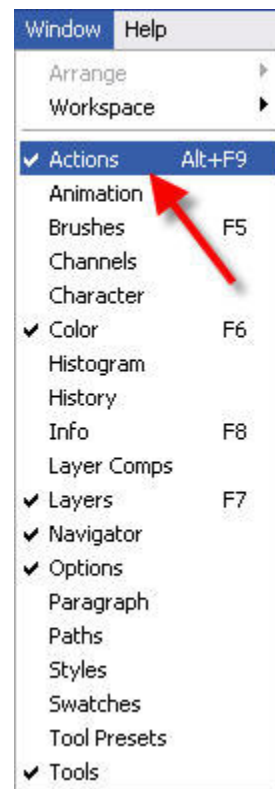 Window Help
Arrange
Workspace
Actions Alt+F9
Animation
Brushes F5
Channels
Character
Color F6
Histogram
History
Info F8
Layer Comps
Layers F7
Navigator
Options
Paragraph
Paths
Styles
Swatches
Tool Presets
Tools